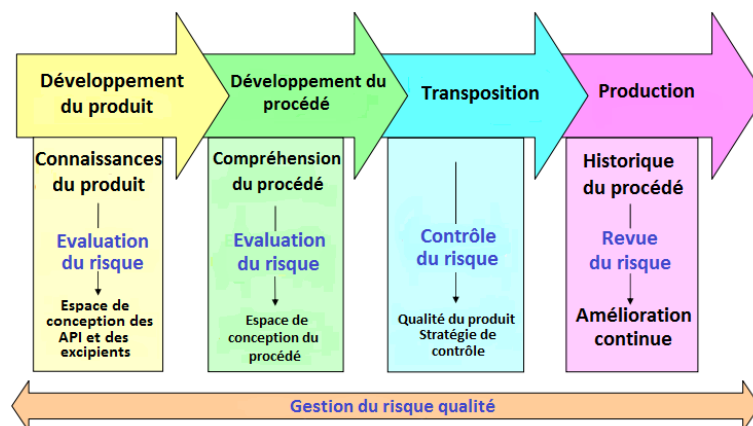 Développement
du produit
Développement du
procédé
Transposition
Production
Connaissances
du produit
Evaluation
du risque
Espace de
conception des
API et des
excipients
Compréhension
du procédé
Evaluation
du risque
Espace de
conception du
procédé
Contrôle
du risque
Qualité du produit
Stratégie de
contrôle
Historique
du procédé
Revue
du risque
Amélioration
continue
Gestion du risque qualité